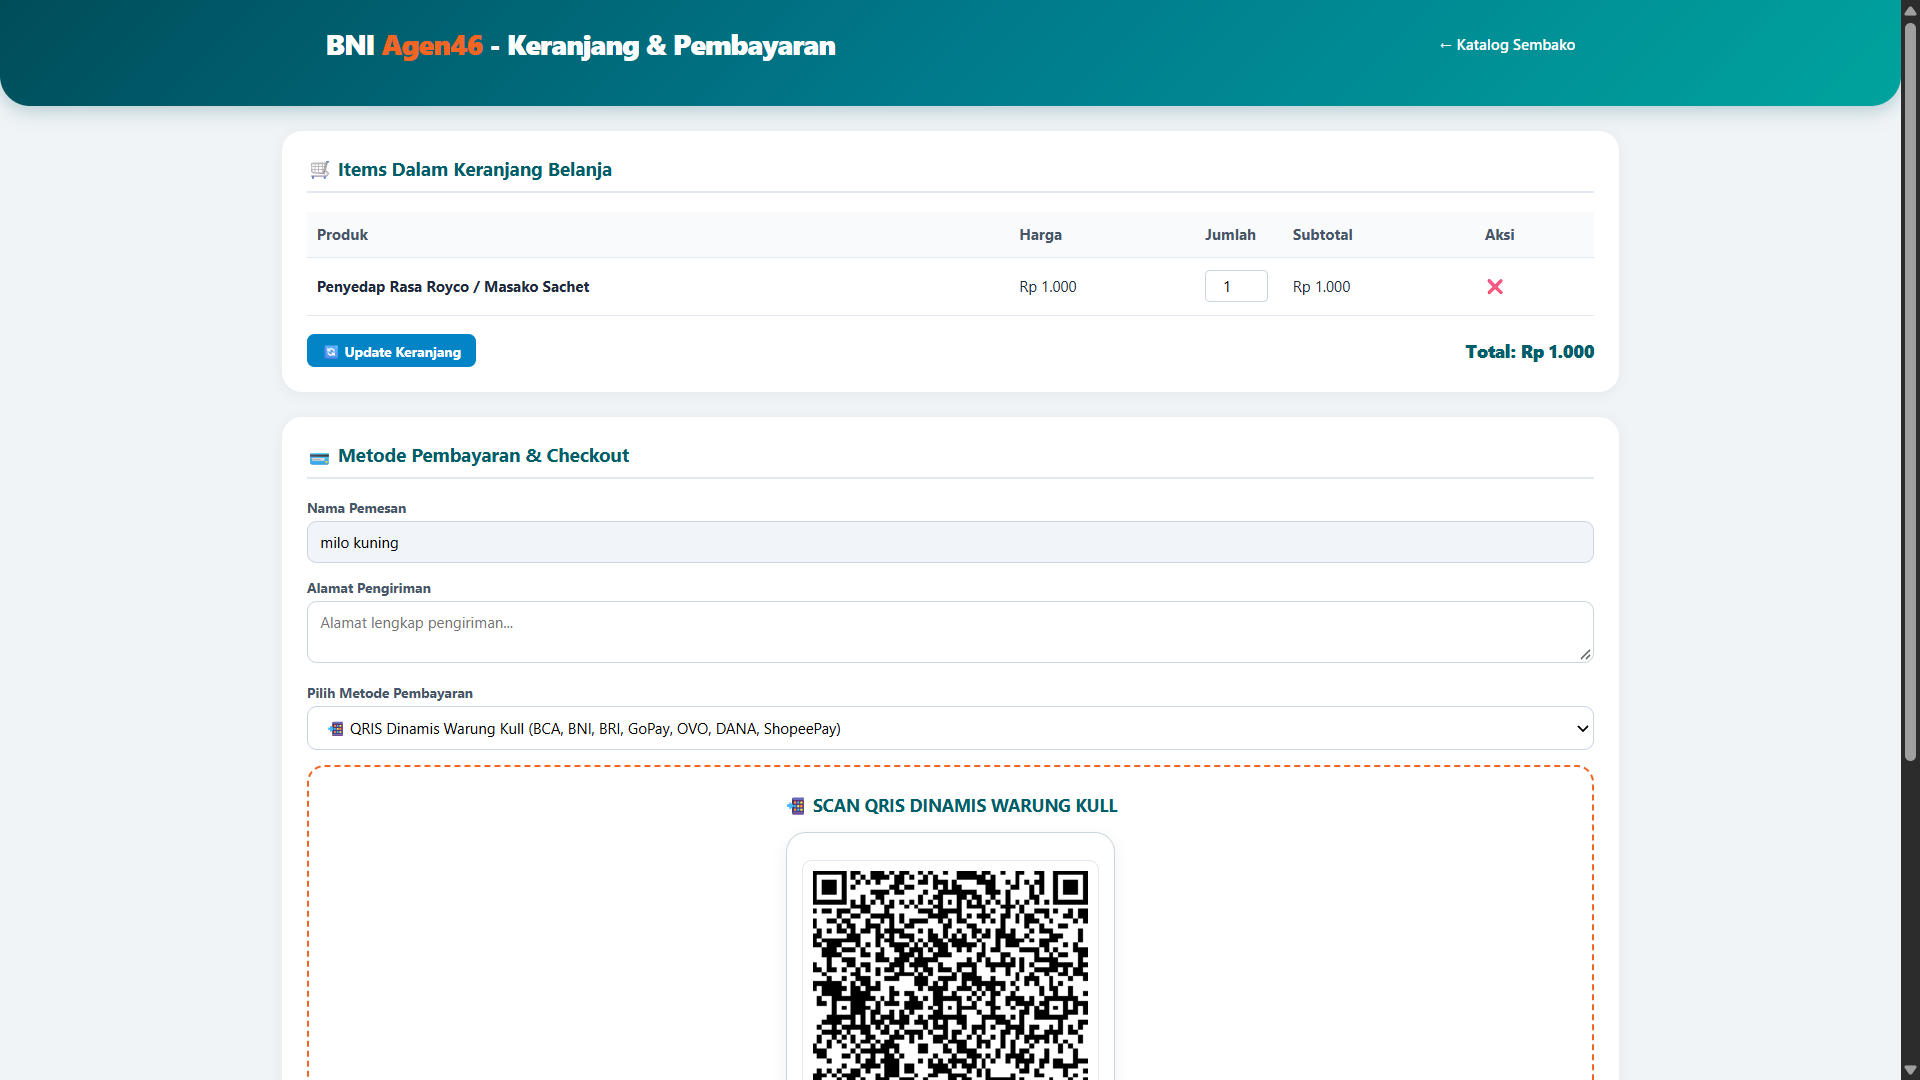 BNI Agen46 - Keranjang & Pembayaran
← Katalog Sembako
🛒 Items Dalam Keranjang Belanja
Produk Harga Jumlah Subtotal Aksi
Penyedap Rasa Royco / Masako Sachet Rp 1.000 1 Rp 1.000 ❌
🔄 Update Keranjang
Total: Rp 1.000
💳 Metode Pembayaran & Checkout
Nama Pemesan
milo kuning
Alamat Pengiriman
Alamat lengkap pengiriman...
Pilih Metode Pembayaran
📲 QRIS Dinamis Warung Kull (BCA, BNI, BRI, GoPay, OVO, DANA, ShopeePay)
📲 SCAN QRIS DINAMIS WARUNG KULL